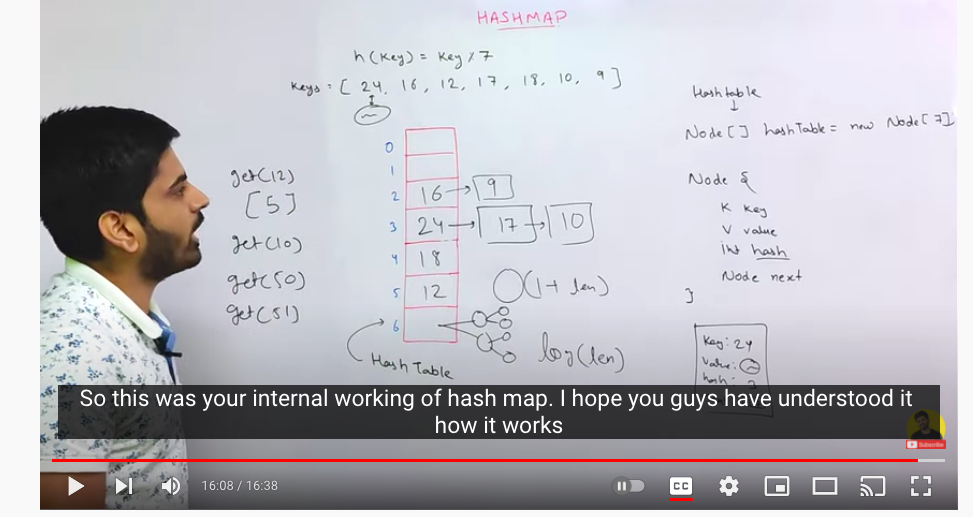 HASHMAP
h(key) = key % 7
keys = [ 24, 16, 12, 17, 18, 10, 9 ]
Hashtable
Node[] hashTable = new Node[7]
get(12)
[5]
get(10)
get(50)
get(51)
0
1
2 16 9
3 24 17 10
4 18
5 12
6
O(1+ len)
log(len)
Hash Table
Node {
K key
V value
int hash
Node next
}
Key: 24
Value:
hash: 3
So this was your internal working of hash map. I hope you guys have understood it
how it works
Subscribe
16:08 / 16:38
CC